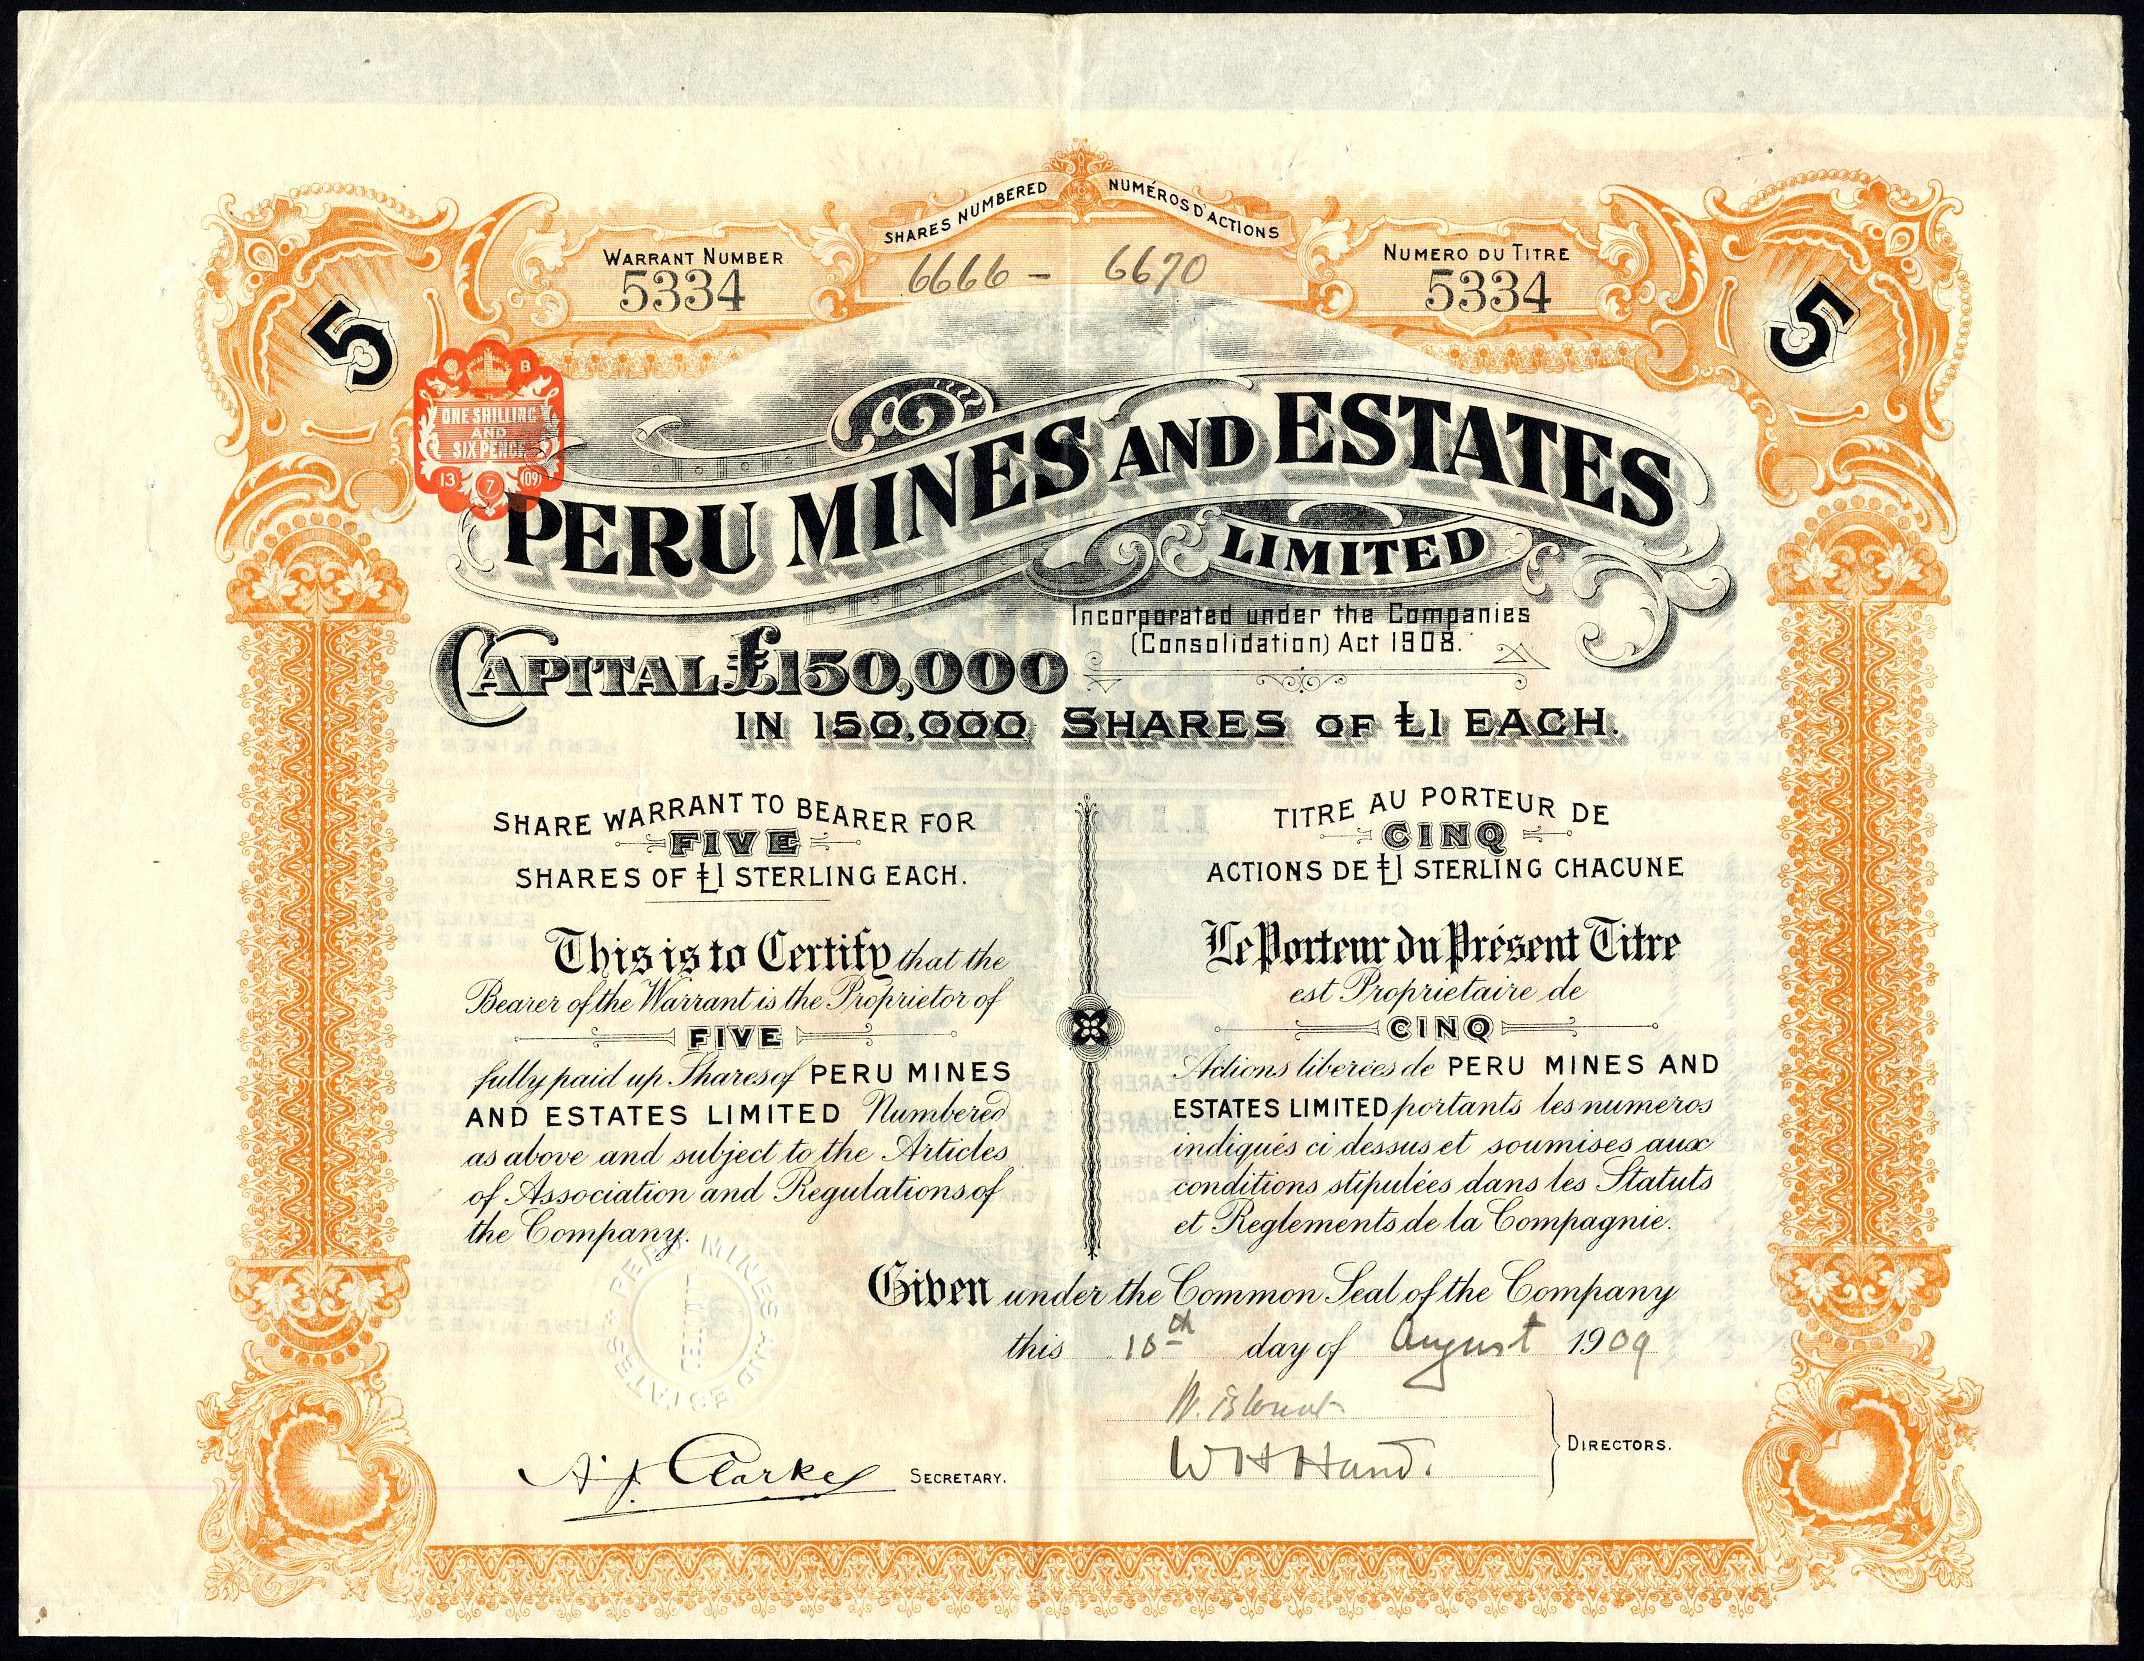 SHARES NUMBERED NUMÉROS D'ACTIONS
6666 - 6670
WARRANT NUMBER
5334
NUMERO DU TITRE
5334
5
5
B
ONE SHILLING
AND
SIX PENCE
13 7 09
PERU MINES AND ESTATES
LIMITED
Incorporated under the Companies
(Consolidation) Act 1908.
CAPITAL £150,000
IN 150,000 SHARES OF £1 EACH.
SHARE WARRANT TO BEARER FOR
FIVE
SHARES OF £1 STERLING EACH.
This is to Certify that the
Bearer of the Warrant is the Proprietor of
FIVE
fully paid up Shares of PERU MINES
AND ESTATES LIMITED Numbered
as above and subject to the Articles
of Association and Regulations of
the Company.
TITRE AU PORTEUR DE
CINQ
ACTIONS DE £1 STERLING CHACUNE
Le Porteur du Présent Titre
est Proprietaire de
CINQ
Actions liberées de PERU MINES AND
ESTATES LIMITED portants les numeros
indiqués ci dessus et soumises aux
conditions stipulées dans les Statuts
et Reglements de la Compagnie.
PERU MINES AND ESTATES
LIMITED
Given under the Common Seal of the Company
this 10th day of August 1909
W. Blount
W H Hand.
DIRECTORS.
A. J. Clarke SECRETARY.